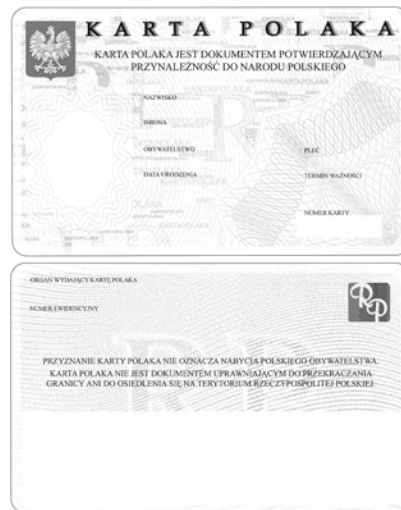 KARTA POLAKA
KARTA POLAKA JEST DOKUMENTEM POTWIERDZAJĄCYM
PRZYNALEŻNOŚĆ DO NARODU POLSKIEGO
NAZWISKO
IMIONA
OBYWATELSTWO
PŁEĆ
DATA URODZENIA
TERMIN WAŻNOŚCI
NUMER KARTY
ORGAN WYDAJĄCY KARTĘ POLAKA
RP
NUMER EWIDENCYJNY
PRZYZNANIE KARTY POLAKA NIE OZNACZA NABYCIA POLSKIEGO OBYWATELSTWA.
KARTA POLAKA NIE JEST DOKUMENTEM UPRAWNIAJĄCYM DO PRZEKRACZANIA
GRANICY ANI DO OSIEDLENIA SIĘ NA TERYTORIUM RZECZYPOSPOLITEJ POLSKIEJ